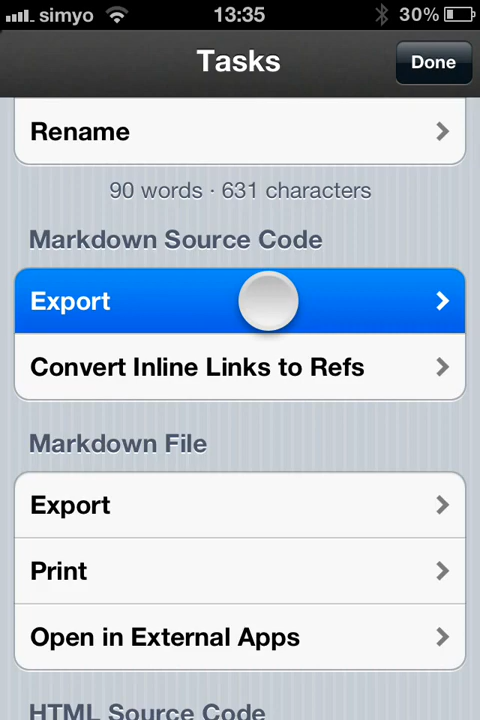 simyo 13:35 30%
Tasks
Done
Rename
90 words · 631 characters
Markdown Source Code
Export
Convert Inline Links to Refs
Markdown File
Export
Print
Open in External Apps
HTML Source Code